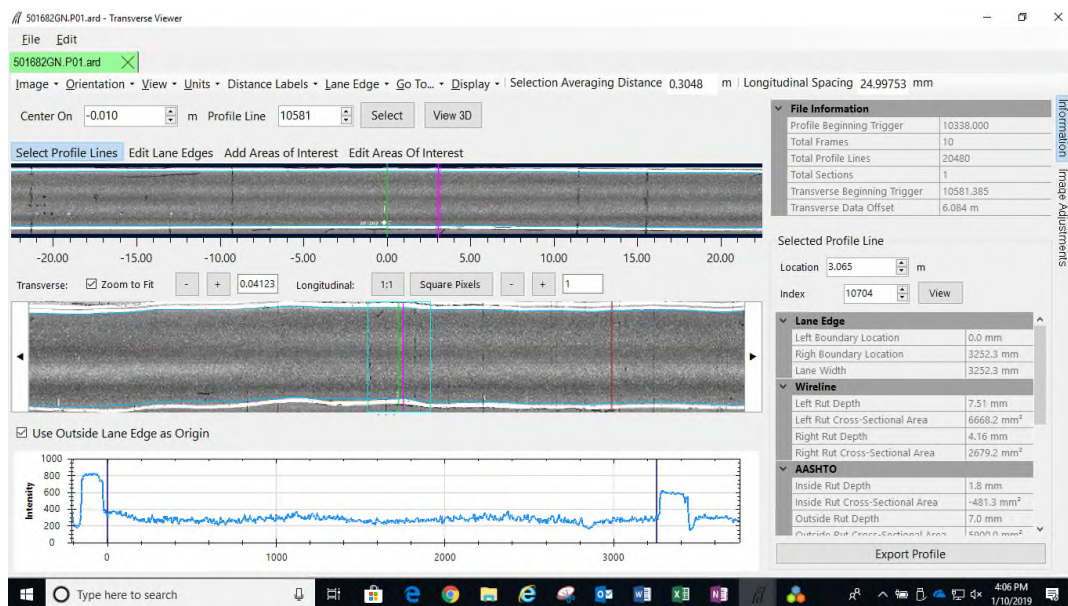 501682GN.P01.ard - Transverse Viewer
File Edit
501682GN.P01.ard
Image Orientation View Units Distance Labels Lane Edge Go To... Display Selection Averaging Distance 0.3048 m Longitudinal Spacing 24.99753 mm
Center On -0.010 m Profile Line 10581 Select View 3D
Select Profile Lines Edit Lane Edges Add Areas of Interest Edit Areas Of Interest
-20.00 -15.00 -10.00 -5.00 0.00 5.00 10.00 15.00 20.00
Transverse: Zoom to Fit - + 0.04123 Longitudinal: 1:1 Square Pixels - + 1
Use Outside Lane Edge as Origin
Intensity
1000
800
600
400
200
0
0 1000 2000 3000
File Information
Profile Beginning Trigger 10338.000
Total Frames 10
Total Profile Lines 20480
Total Sections 1
Transverse Beginning Trigger 10581.385
Transverse Data Offset 6.084 m
Selected Profile Line
Location 3.065 m
Index 10704 View
Lane Edge
Left Boundary Location 0.0 mm
Righ Boundary Location 3252.3 mm
Lane Width 3252.3 mm
Wireline
Left Rut Depth 7.51 mm
Left Rut Cross-Sectional Area 6668.2 mm²
Right Rut Depth 4.16 mm
Right Rut Cross-Sectional Area 2679.2 mm²
AASHTO
Inside Rut Depth 1.8 mm
Inside Rut Cross-Sectional Area -481.3 mm²
Outside Rut Depth 7.0 mm
Outside Rut Cross-Sectional Area 5900.0 mm²
Export Profile
Information
Image Adjustments
Type here to search
4:06 PM
1/10/2019